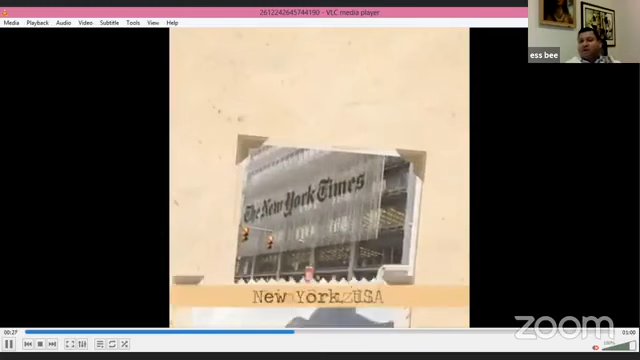 2612242645744190 - VLC media player
Media Playback Audio Video Subtitle Tools View Help
ess bee
The New York Times
New York, USA
00:27
01:00
100%
zoom